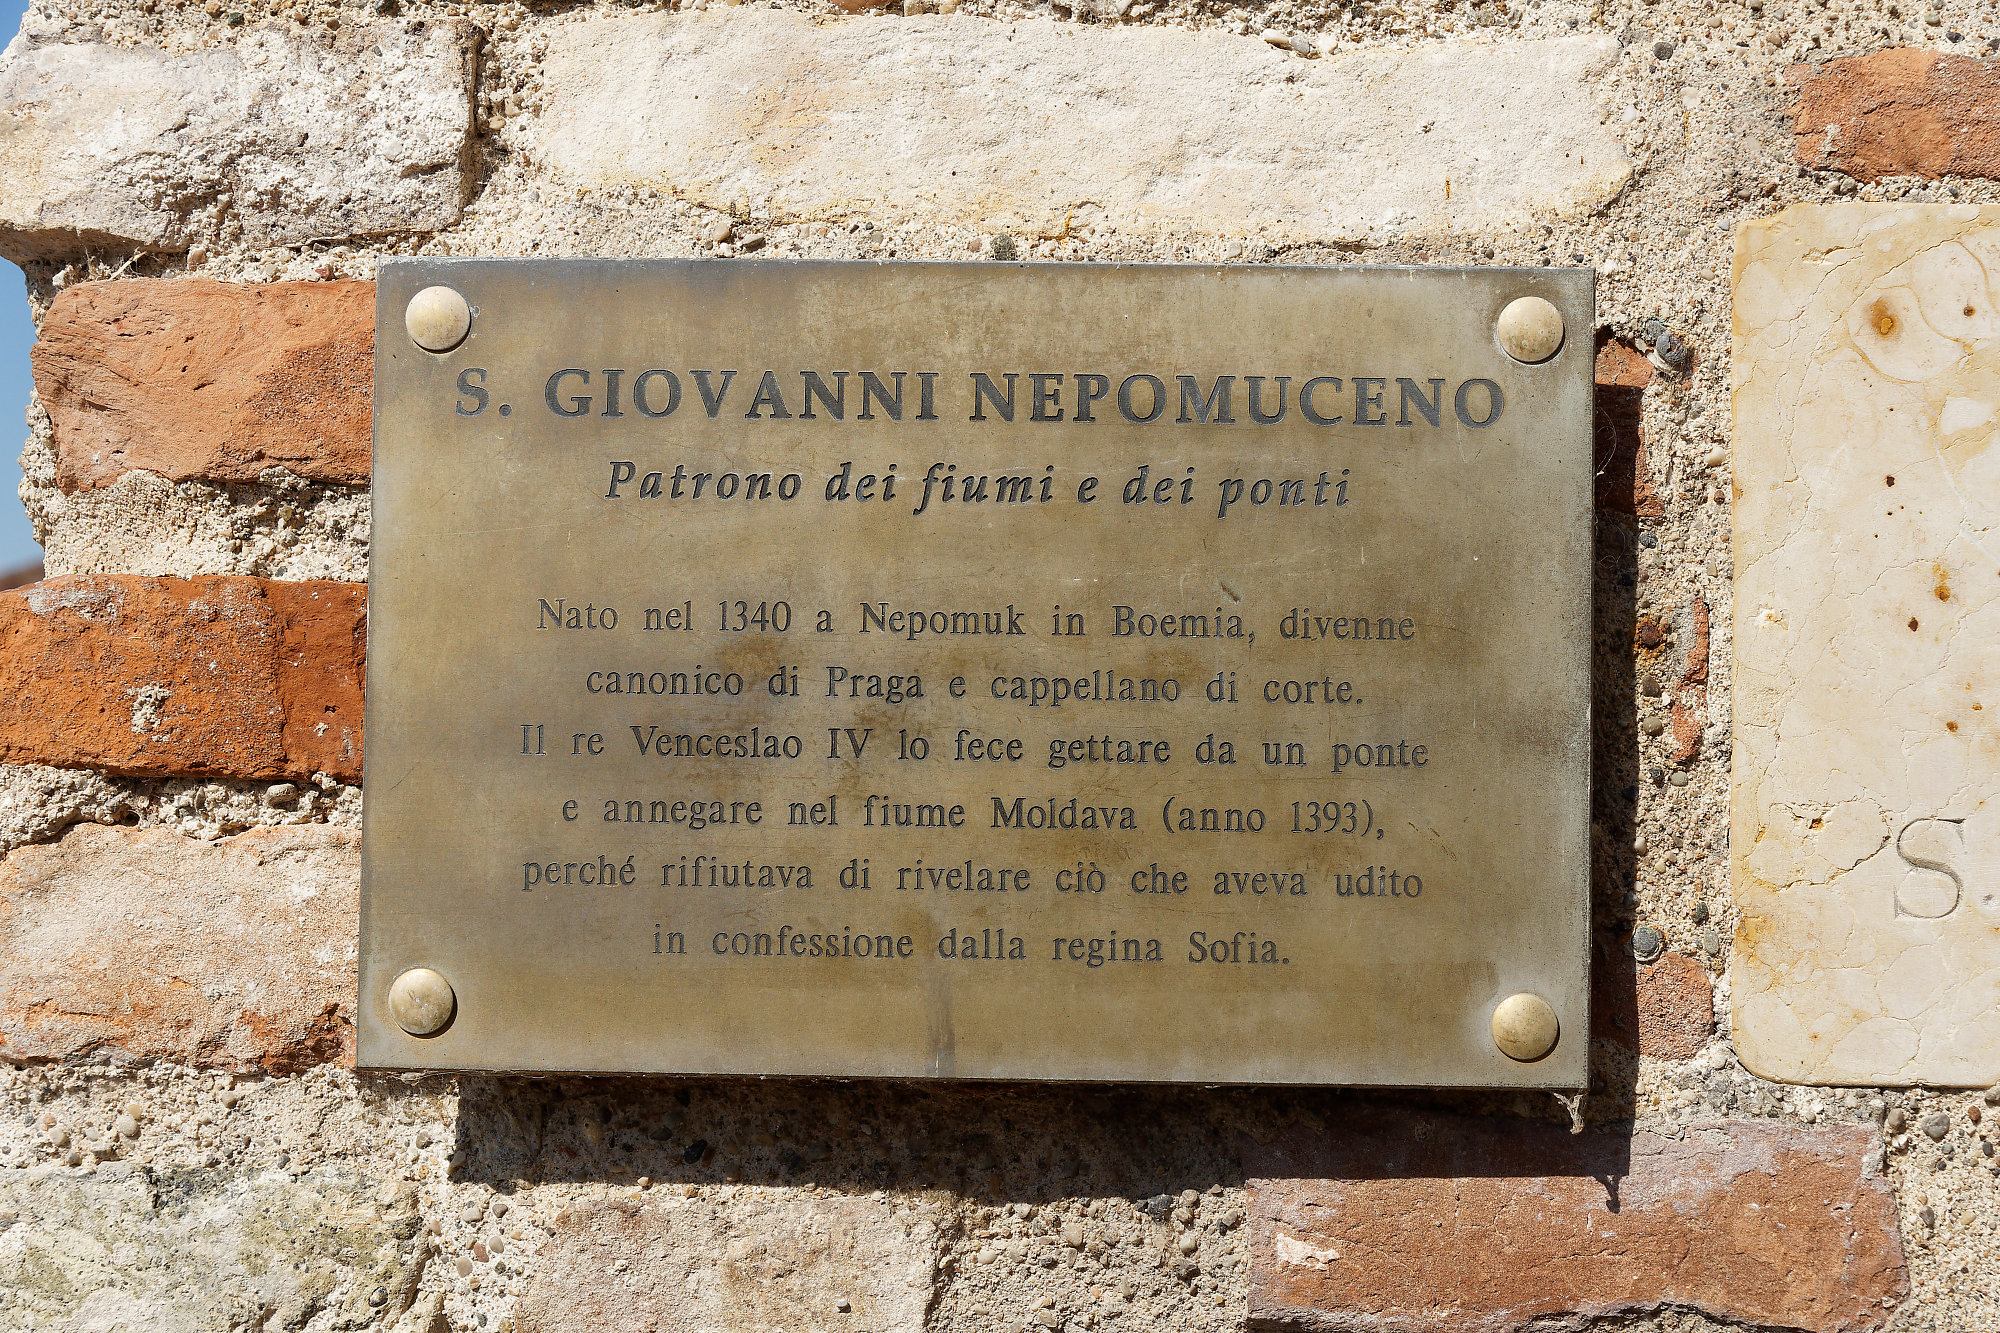 S. GIOVANNI NEPOMUCENO
Patrono dei fiumi e dei ponti
Nato nel 1340 a Nepomuk in Boemia, divenne
canonico di Praga e cappellano di corte.
Il re Venceslao IV lo fece gettare da un ponte
e annegare nel fiume Moldava (anno 1393),
perché rifiutava di rivelare ciò che aveva udito
in confessione dalla regina Sofia.
S